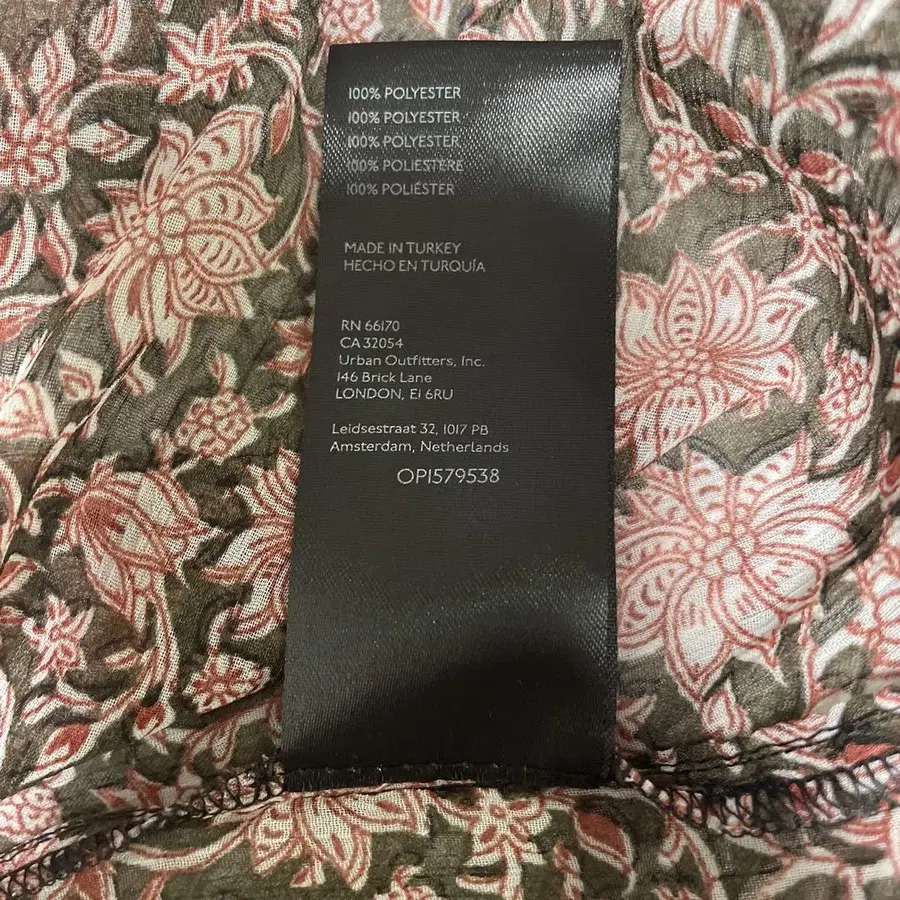 100% POLYESTER
100% POLYESTER
100% POLYESTER
100% POLIESTERE
100% POLIÉSTER
MADE IN TURKEY
HECHO EN TURQUÍA
RN 66170
CA 32054
Urban Outfitters, Inc.
146 Brick Lane
LONDON, E1 6RU
Leidsestraat 32, 1017 PB
Amsterdam, Netherlands
OP1579538